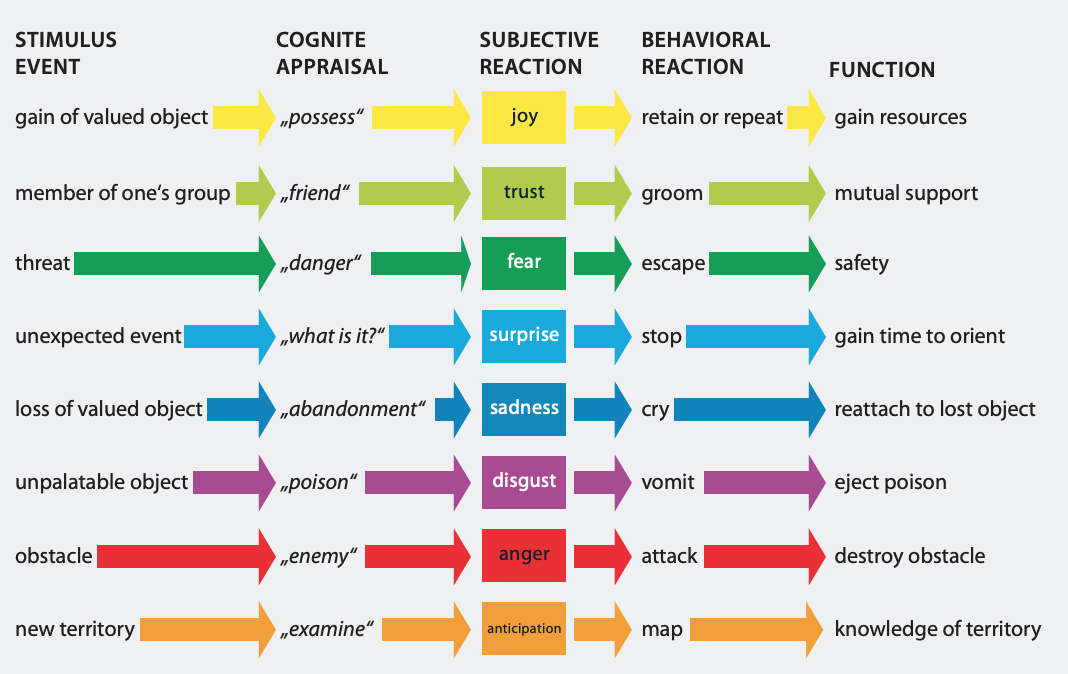 STIMULUS EVENT
COGNITE APPRAISAL
SUBJECTIVE REACTION
BEHAVIORAL REACTION
FUNCTION
gain of valued object „possess“ joy retain or repeat gain resources
member of one‘s group „friend“ trust groom mutual support
threat „danger“ fear escape safety
unexpected event „what is it?“ surprise stop gain time to orient
loss of valued object „abandonment“ sadness cry reattach to lost object
unpalatable object „poison“ disgust vomit eject poison
obstacle „enemy“ anger attack destroy obstacle
new territory „examine“ anticipation map knowledge of territory